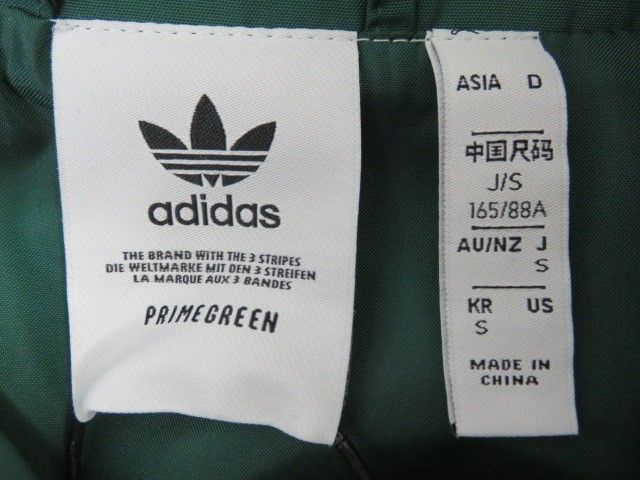 adidas
THE BRAND WITH THE 3 STRIPES
DIE WELTMARKE MIT DEN 3 STREIFEN
LA MARQUE AUX 3 BANDES
PRIMEGREEN
ASIA D
中国尺码
J/S
165/88A
AU/NZ J
S
KR US
S
MADE IN
CHINA